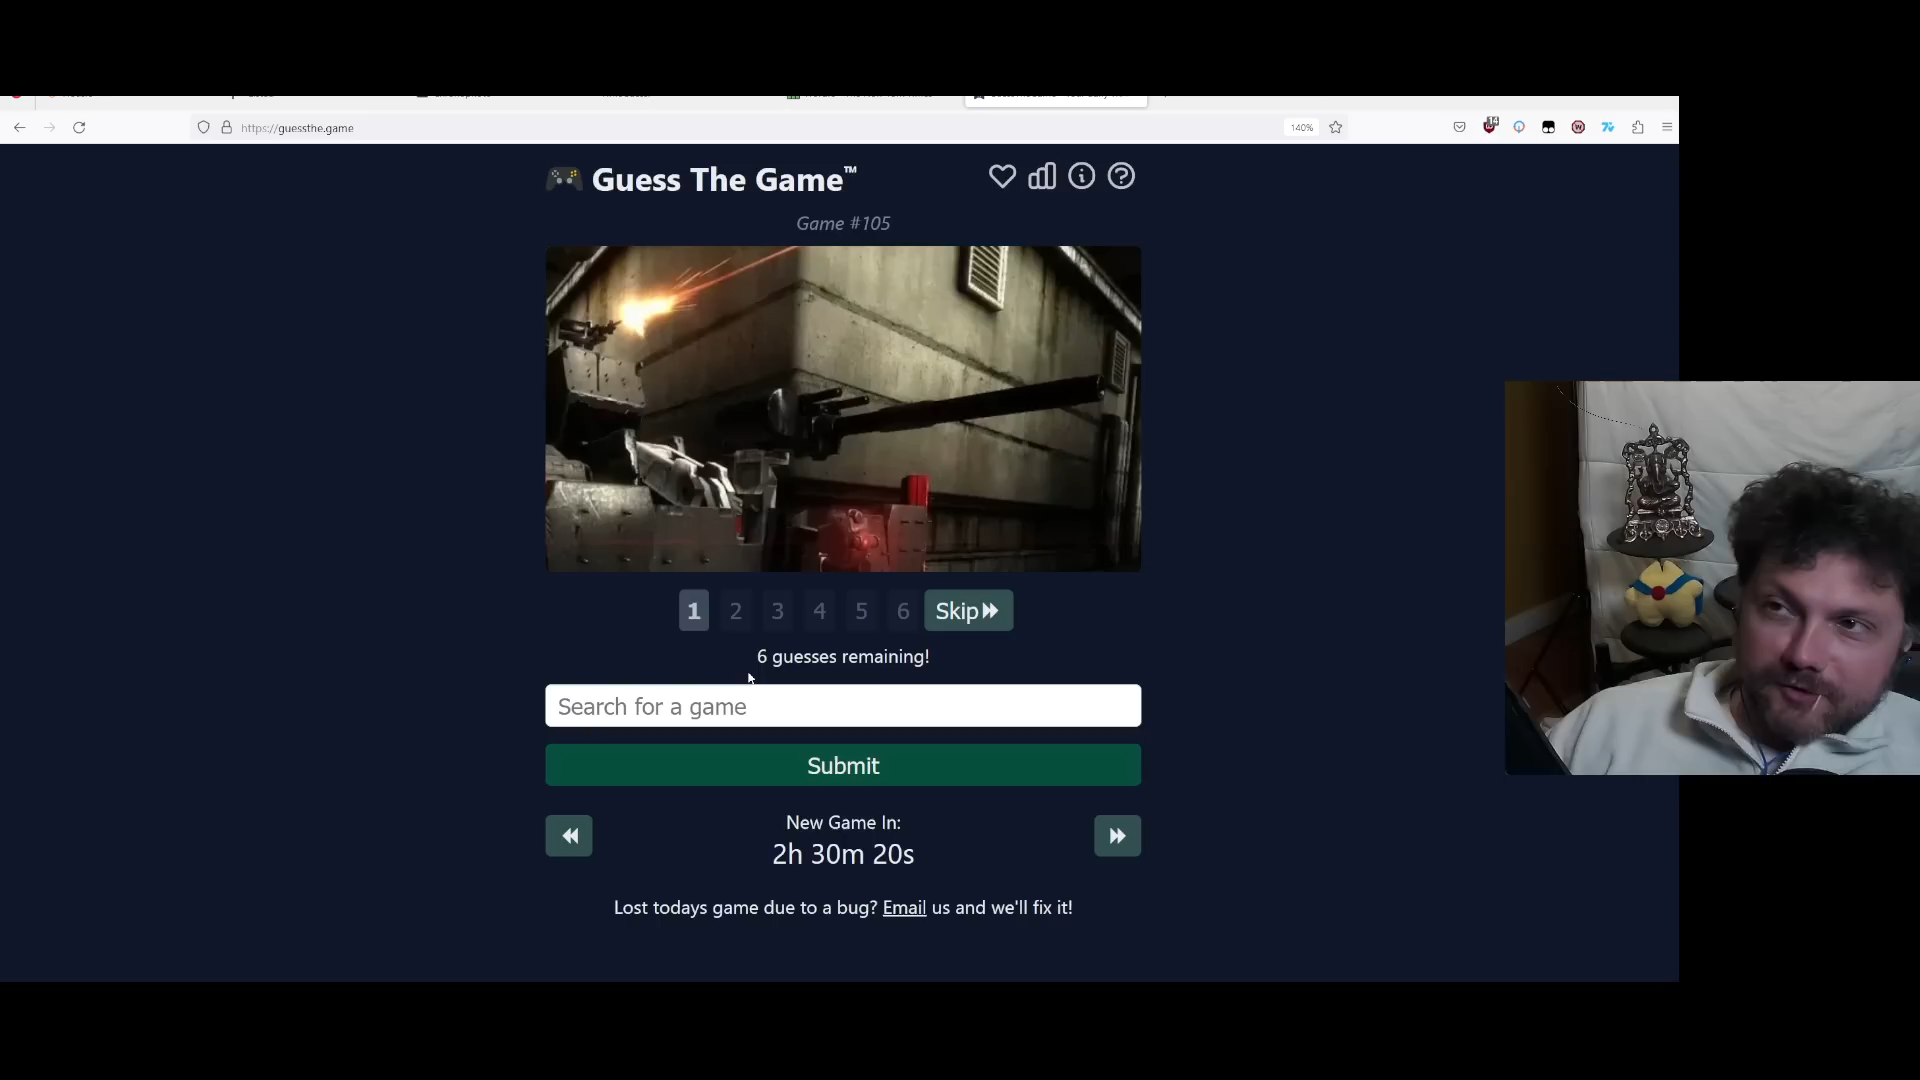 https://guessthe.game
140%
Guess The Game™
Game #105
1 2 3 4 5 6 Skip
6 guesses remaining!
Search for a game
Submit
New Game In:
2h 30m 20s
Lost todays game due to a bug? Email us and we'll fix it!